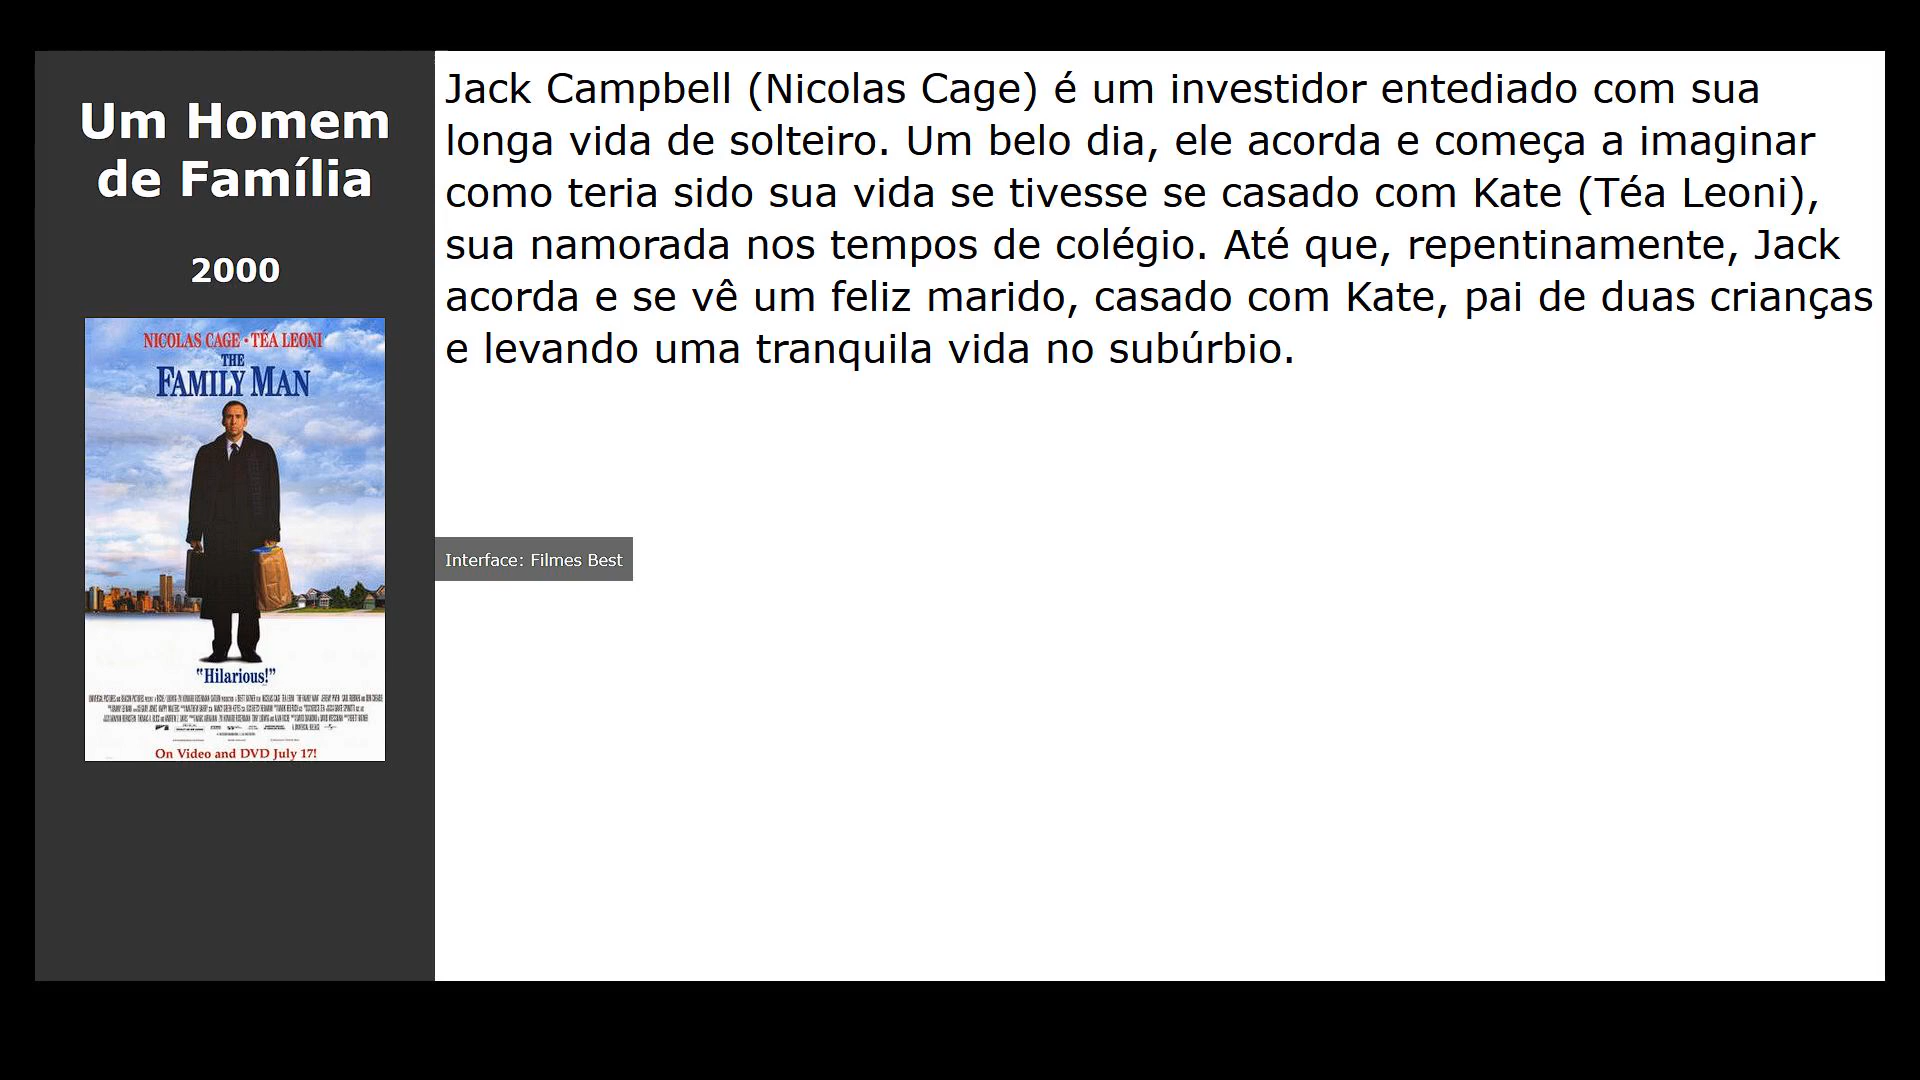 Um Homem
de Família
2000
NICOLAS CAGE • TÉA LEONI
THE
FAMILY MAN
"Hilarious!"
On Video and DVD July 17!
Jack Campbell (Nicolas Cage) é um investidor entediado com sua
longa vida de solteiro. Um belo dia, ele acorda e começa a imaginar
como teria sido sua vida se tivesse se casado com Kate (Téa Leoni),
sua namorada nos tempos de colégio. Até que, repentinamente, Jack
acorda e se vê um feliz marido, casado com Kate, pai de duas crianças
e levando uma tranquila vida no subúrbio.
Interface: Filmes Best